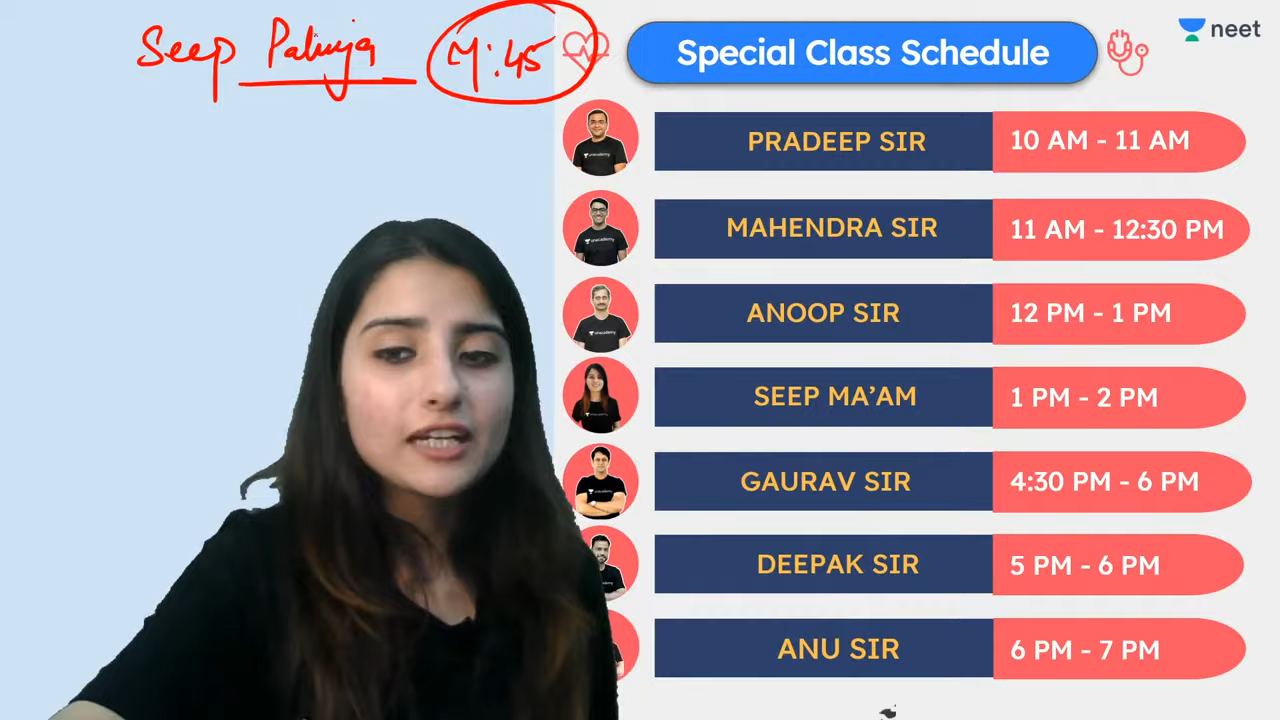 Seep Pahuja
Special Class Schedule
neet
PRADEEP SIR 10 AM - 11 AM
MAHENDRA SIR 11 AM - 12:30 PM
ANOOP SIR 12 PM - 1 PM
SEEP MA’AM 1 PM - 2 PM
GAURAV SIR 4:30 PM - 6 PM
DEEPAK SIR 5 PM - 6 PM
ANU SIR 6 PM - 7 PM